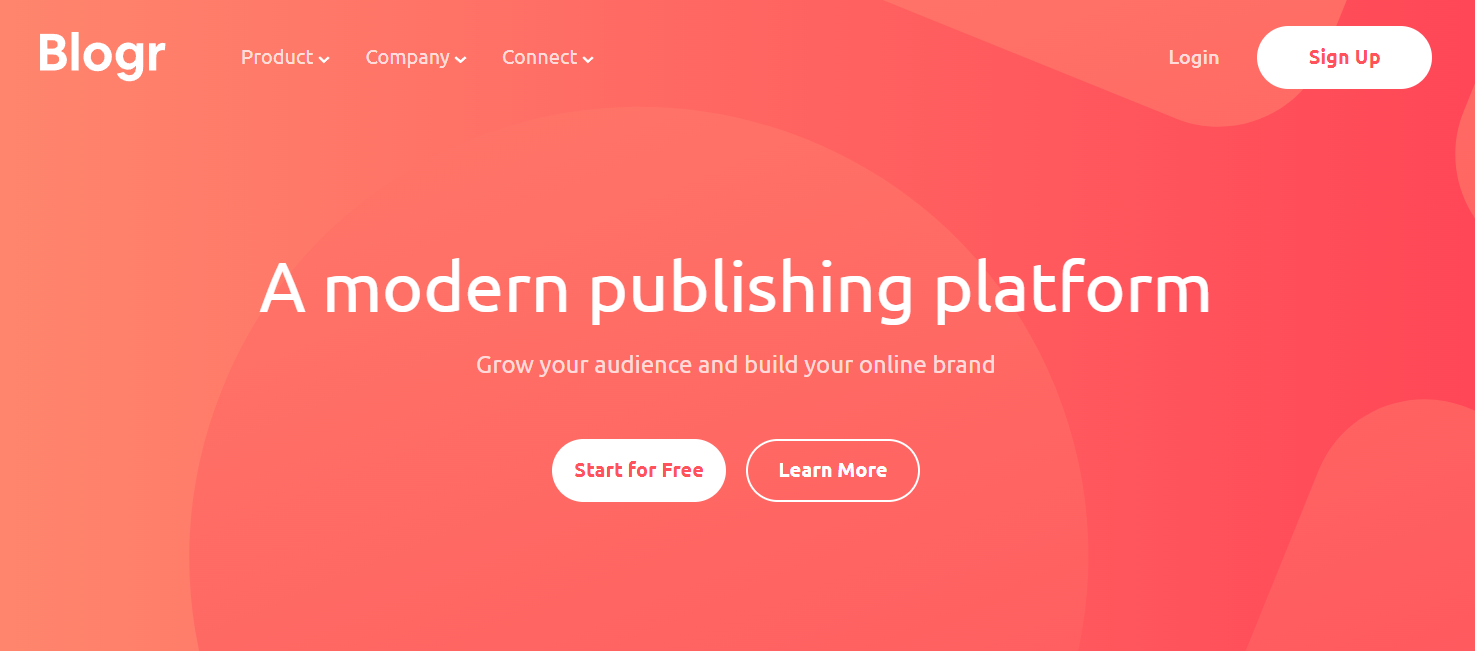 Blogr
Product Company Connect Login Sign Up
A modern publishing platform
Grow your audience and build your online brand
Start for Free Learn More